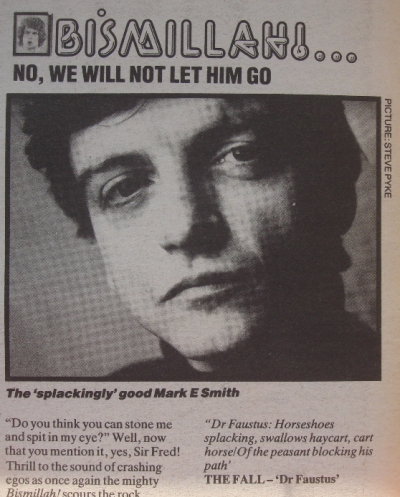 BISMILLAH!...
NO, WE WILL NOT LET HIM GO
PICTURE: STEVE PYKE
The 'splackingly' good Mark E Smith
"Do you think you can stone me
and spit in my eye?" Well, now
that you mention it, yes, Sir Fred!
Thrill to the sound of crashing
egos as once again the mighty
Bismillah! scours the rock
"Dr Faustus: Horseshoes
splacking, swallows haycart, cart
horse/Of the peasant blocking his
path'
THE FALL – 'Dr Faustus'